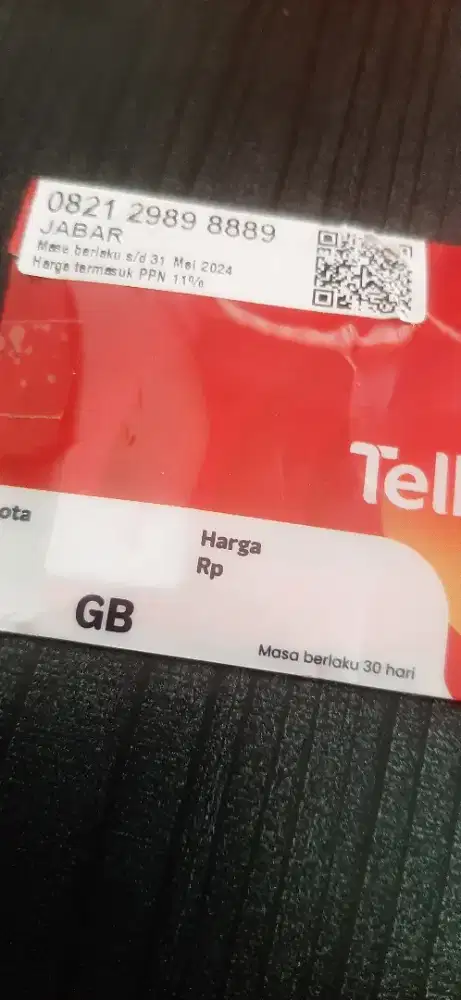 0821 2989 8889
JABAR
Masa berlaku s/d 31 Mei 2024
Harga termasuk PPN 11%
Tell
ota
Harga
Rp
GB
Masa berlaku 30 hari